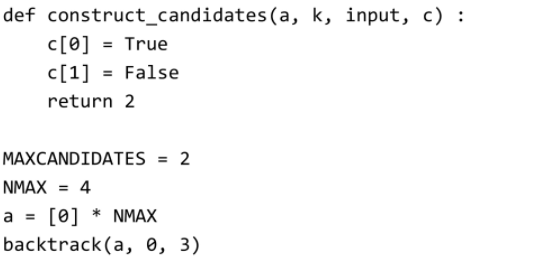 def construct_candidates(a, k, input, c) :
    c[0] = True
    c[1] = False
    return 2

MAXCANDIDATES = 2
NMAX = 4
a = [0] * NMAX
backtrack(a, 0, 3)